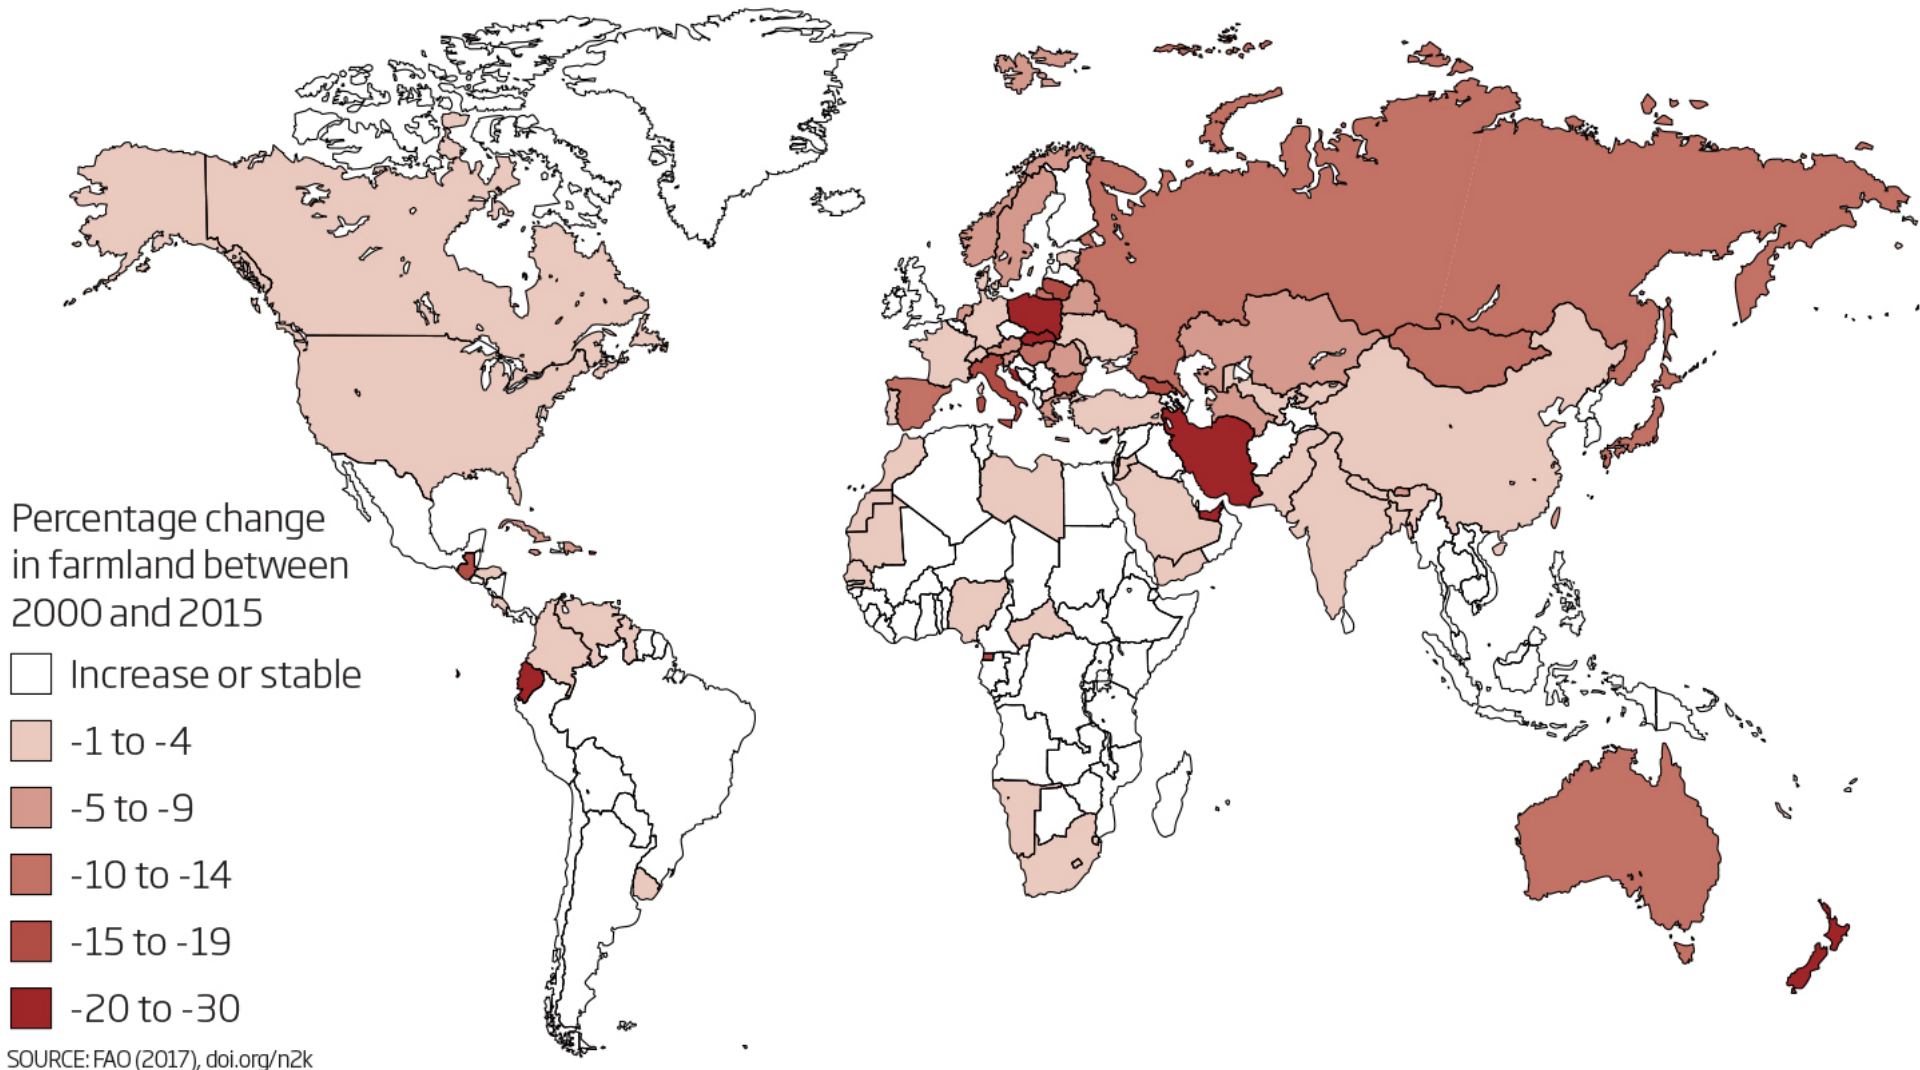 Percentage change
in farmland between
2000 and 2015
Increase or stable
-1 to -4
-5 to -9
-10 to -14
-15 to -19
-20 to -30
SOURCE: FAO (2017), doi.org/n2k